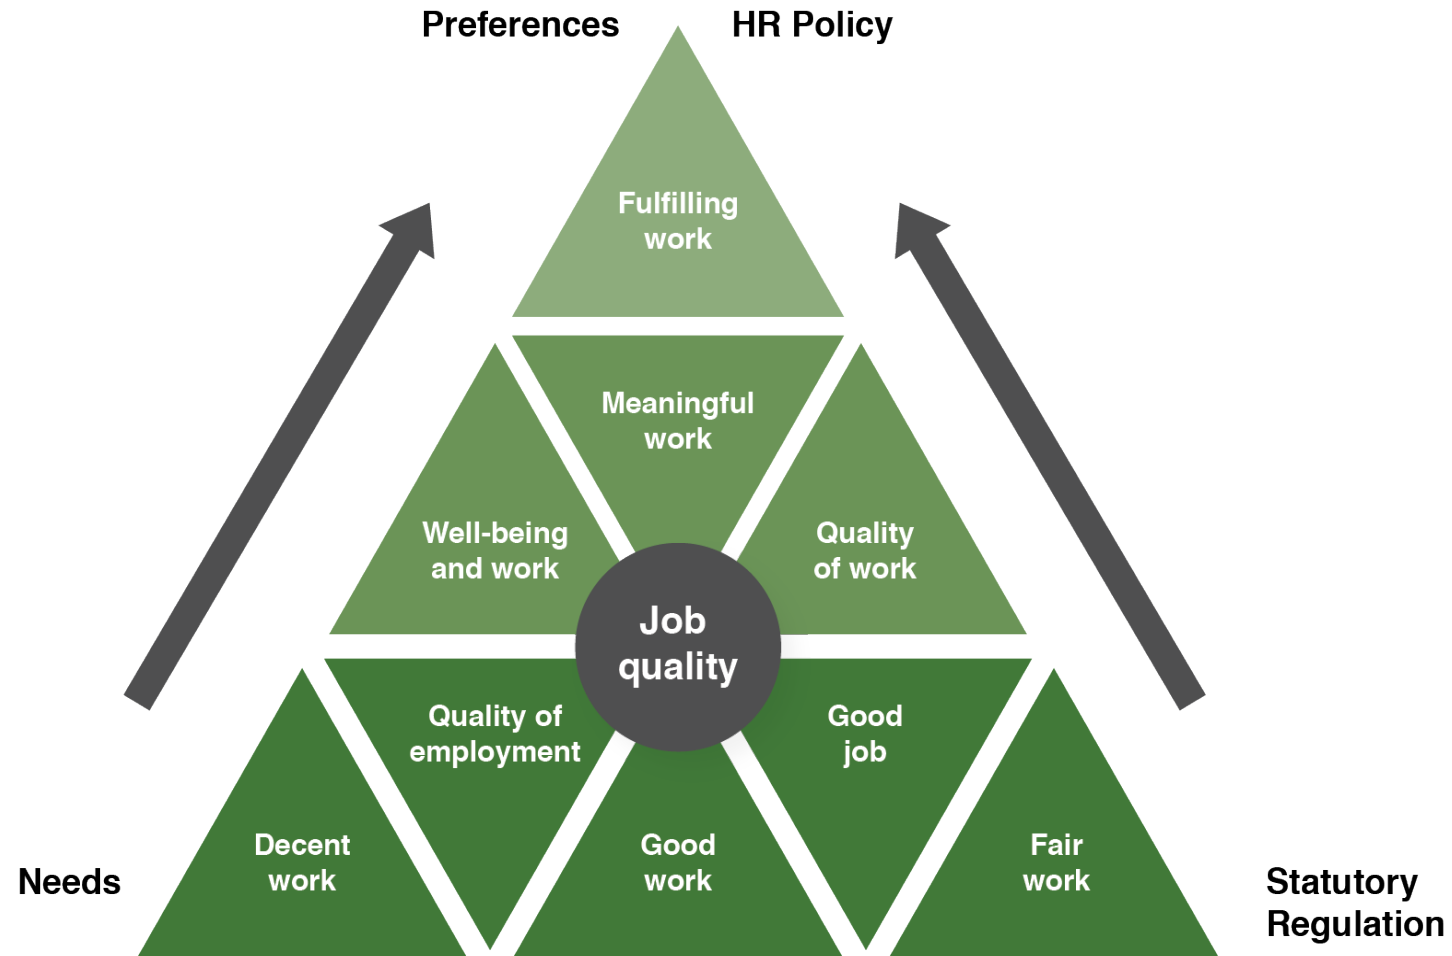 Preferences
HR Policy
Fulfilling
work
Meaningful
work
Well-being
and work
Quality
of work
Job
quality
Quality of
employment
Good
job
Decent
work
Good
work
Fair
work
Needs
Statutory
Regulation